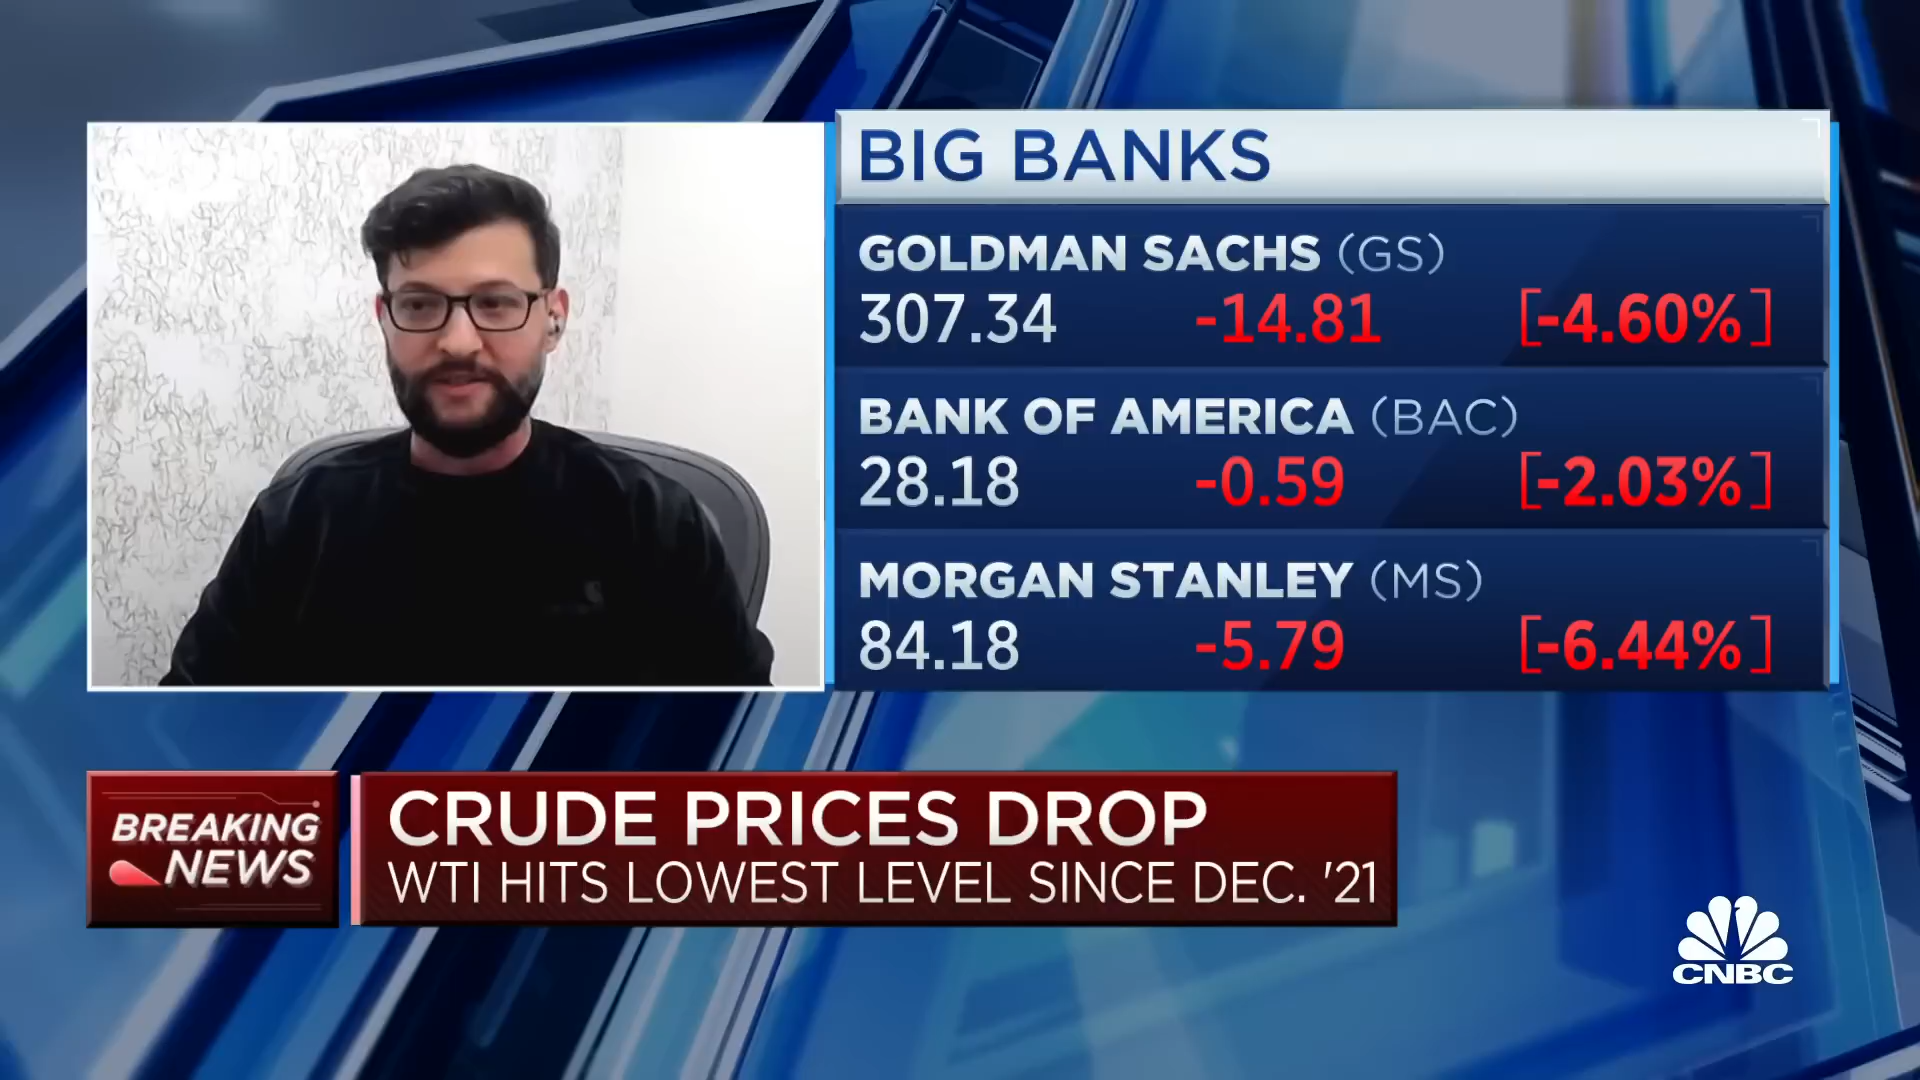 BIG BANKS
GOLDMAN SACHS (GS)
307.34 -14.81 [-4.60%]
BANK OF AMERICA (BAC)
28.18 -0.59 [-2.03%]
MORGAN STANLEY (MS)
84.18 -5.79 [-6.44%]
BREAKING
NEWS
CRUDE PRICES DROP
WTI HITS LOWEST LEVEL SINCE DEC. '21
CNBC